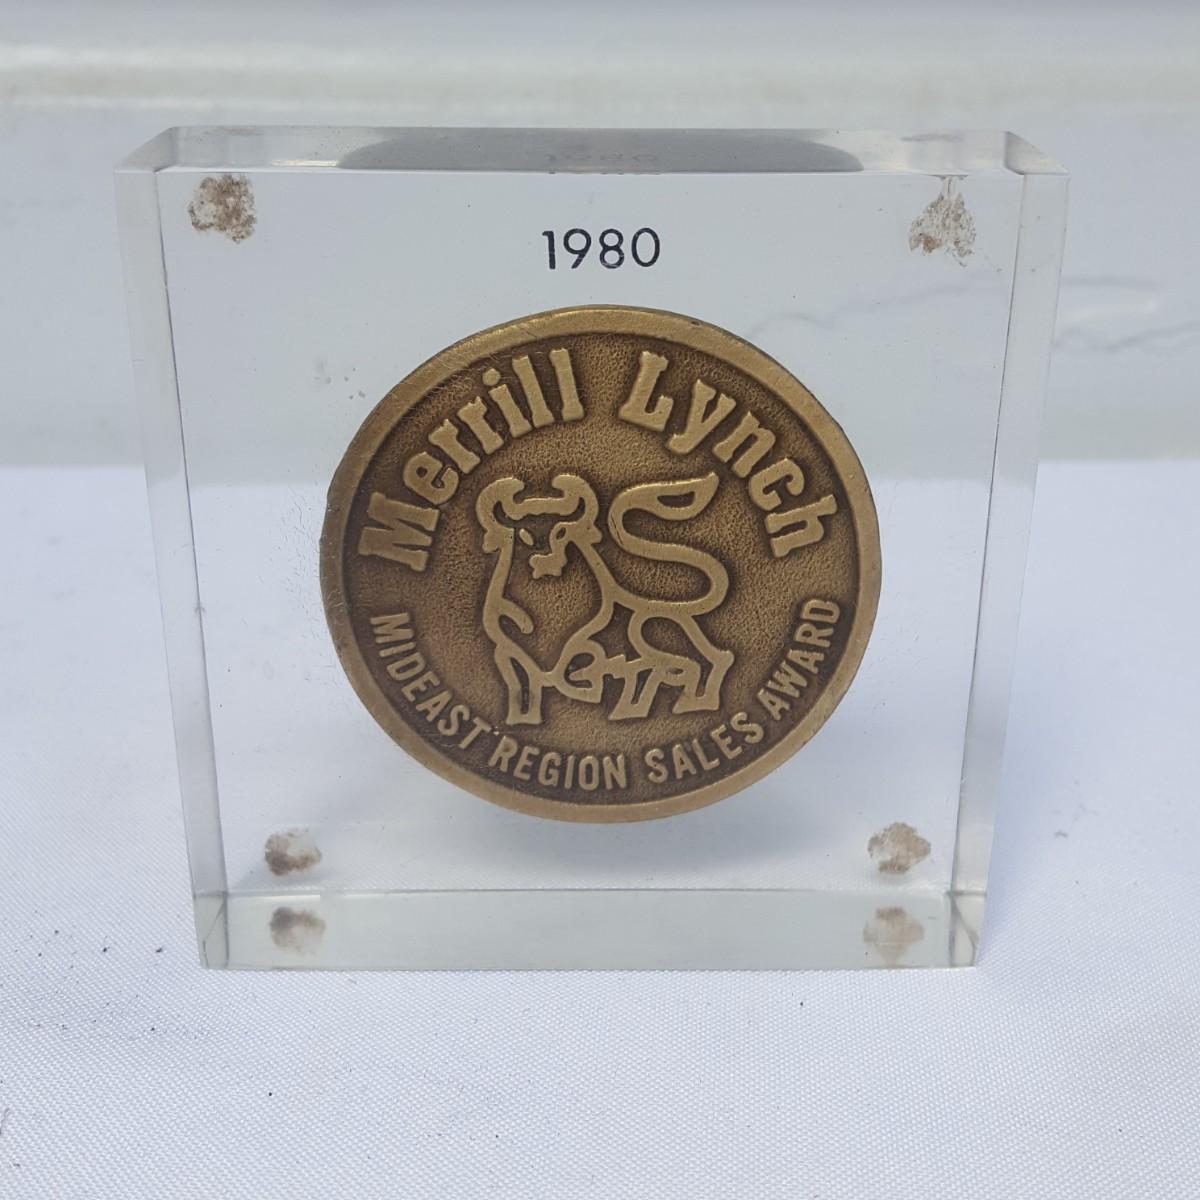 1980
Merrill Lynch
MIDEAST REGION SALES AWARD